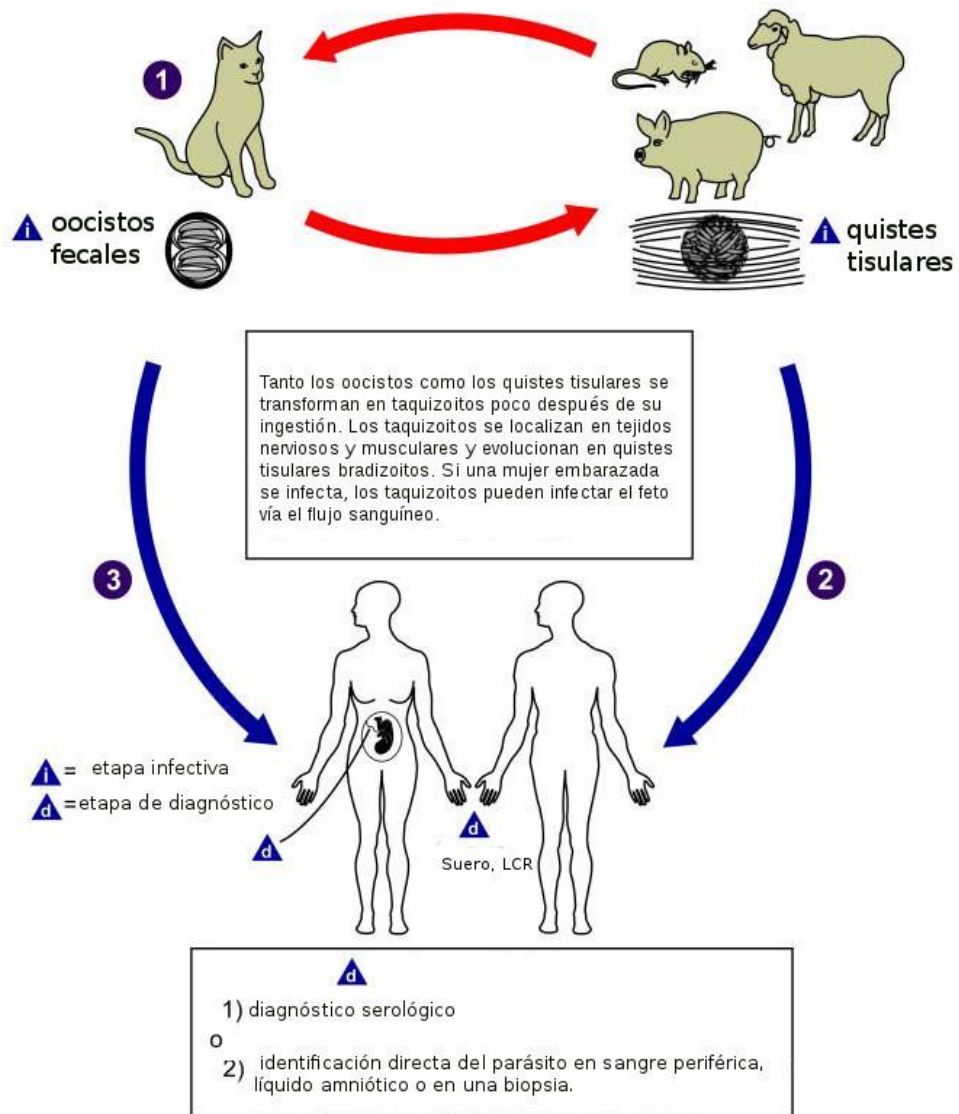 1
i oocistos
fecales
i quistes
tisulares
Tanto los oocistos como los quistes tisulares se
transforman en taquizoitos poco después de su
ingestión. Los taquizoitos se localizan en tejidos
nerviosos y musculares y evolucionan en quistes
tisulares bradizoitos. Si una mujer embarazada
se infecta, los taquizoitos pueden infectar el feto
vía el flujo sanguíneo.
3
2
i = etapa infectiva
d =etapa de diagnóstico
d
d
Suero, LCR
d
1) diagnóstico serológico
o
2) identificación directa del parásito en sangre periférica,
líquido amniótico o en una biopsia.